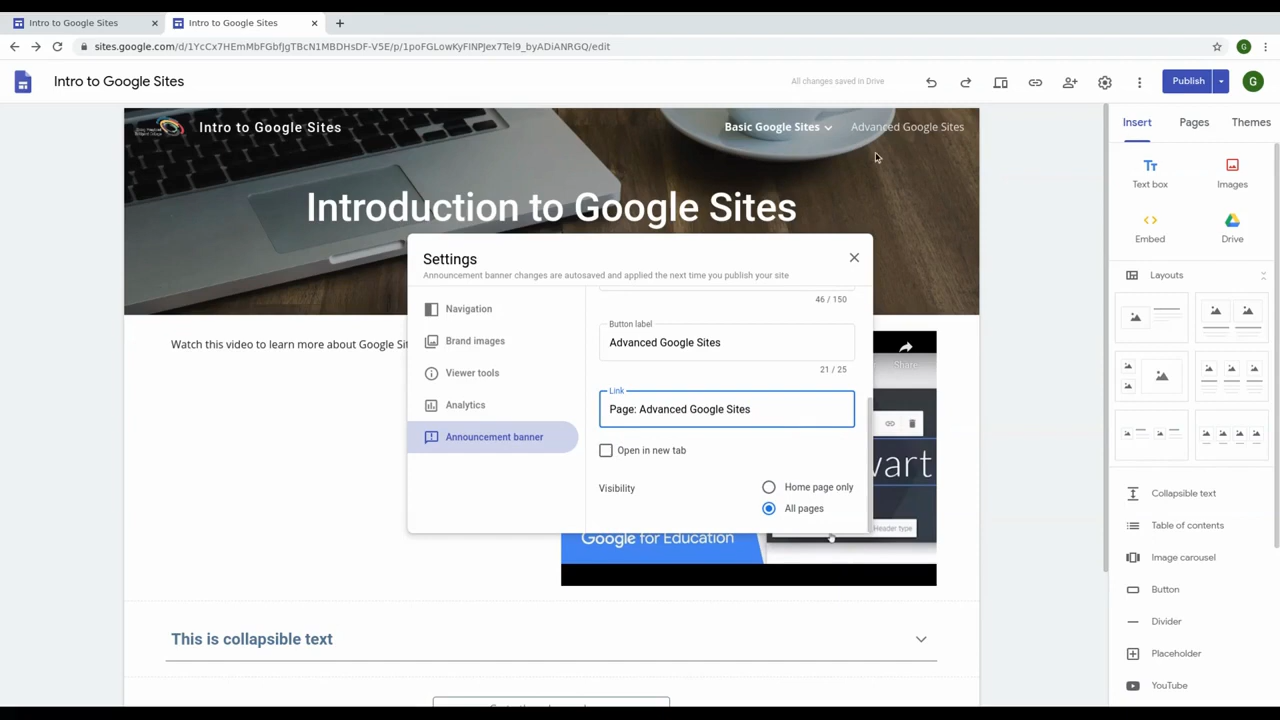 Intro to Google Sites
Intro to Google Sites
sites.google.com/d/1YcCx7HEmMbFGbfJgTBcN1MBDHsDF-V5E/p/1poFGLowKyFiNPJex7Tel9_byADiANRGQ/edit
G
Intro to Google Sites
All changes saved in Drive
Publish
G
Intro to Google Sites
Basic Google Sites
Advanced Google Sites
Introduction to Google Sites
Insert
Pages
Themes
Tт
Text box
Images
Embed
Drive
Layouts
Settings
Announcement banner changes are autosaved and applied the next time you publish your site
Navigation
Brand images
Viewer tools
Analytics
Announcement banner
46 / 150
Button label
Advanced Google Sites
21 / 25
Link
Page: Advanced Google Sites
Open in new tab
Visibility
Home page only
All pages
Watch this video to learn more about Google Sit
Share
wart
Header type
Google for Education
This is collapsible text
Collapsible text
Table of contents
Image carousel
Button
Divider
Placeholder
YouTube